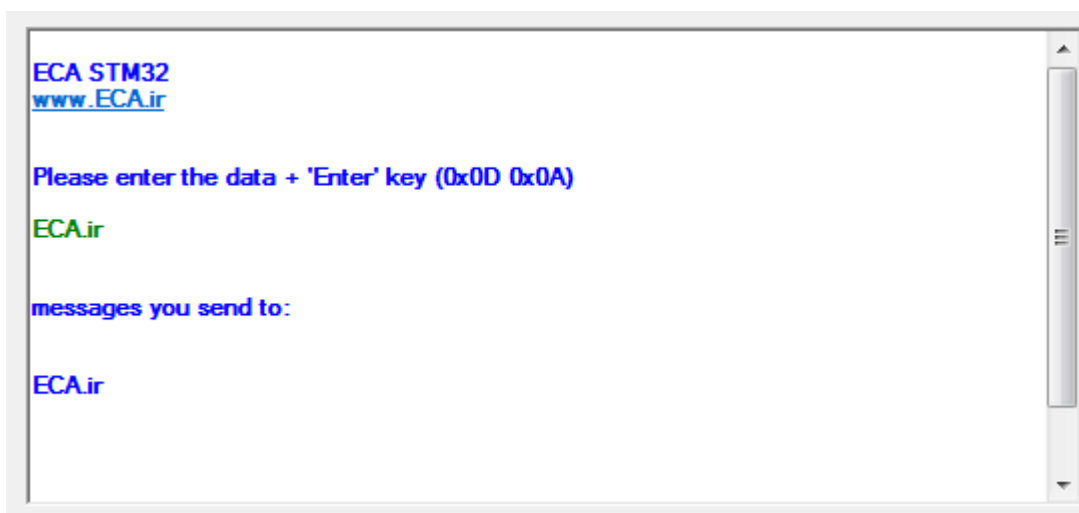 ECA STM32
www.ECA.ir
Please enter the data + 'Enter' key (0x0D 0x0A)
ECA.ir
messages you send to:
ECA.ir